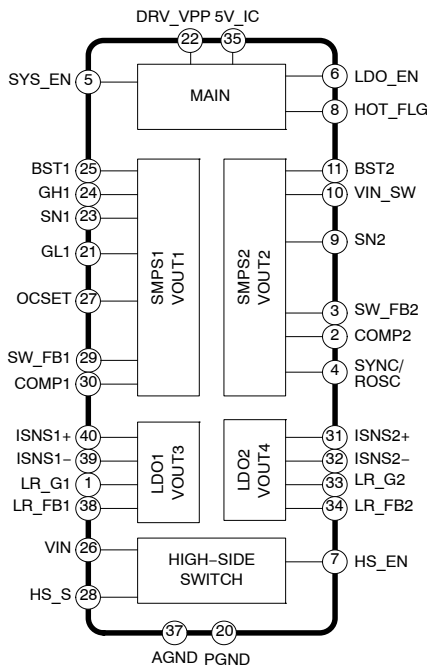 DRV_VPP 5V_IC
22 35
SYS_EN 5
MAIN
6 LDO_EN
8 HOT_FLG
BST1 25
GH1 24
SN1 23
GL1 21
OCSET 27
SW_FB1 29
COMP1 30
SMPS1
VOUT1
SMPS2
VOUT2
11 BST2
10 VIN_SW
9 SN2
3 SW_FB2
2 COMP2
4 SYNC/
ROSC
ISNS1+ 40
ISNS1− 39
LR_G1 1
LR_FB1 38
LDO1
VOUT3
LDO2
VOUT4
31 ISNS2+
32 ISNS2−
33 LR_G2
34 LR_FB2
VIN 26
HS_S 28
HIGH−SIDE
SWITCH
7 HS_EN
37 20
AGND PGND